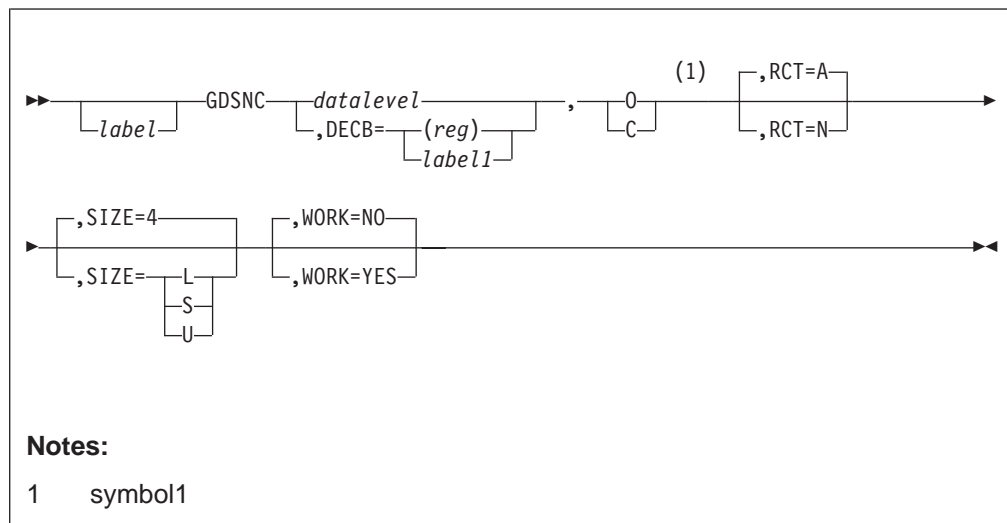 (1) ,RCT=A
GDSNC datalevel , O
label ,DECB= (reg) C ,RCT=N
label1
,SIZE=4 ,WORK=NO
,SIZE= L ,WORK=YES
S
U
Notes:
1 symbol1